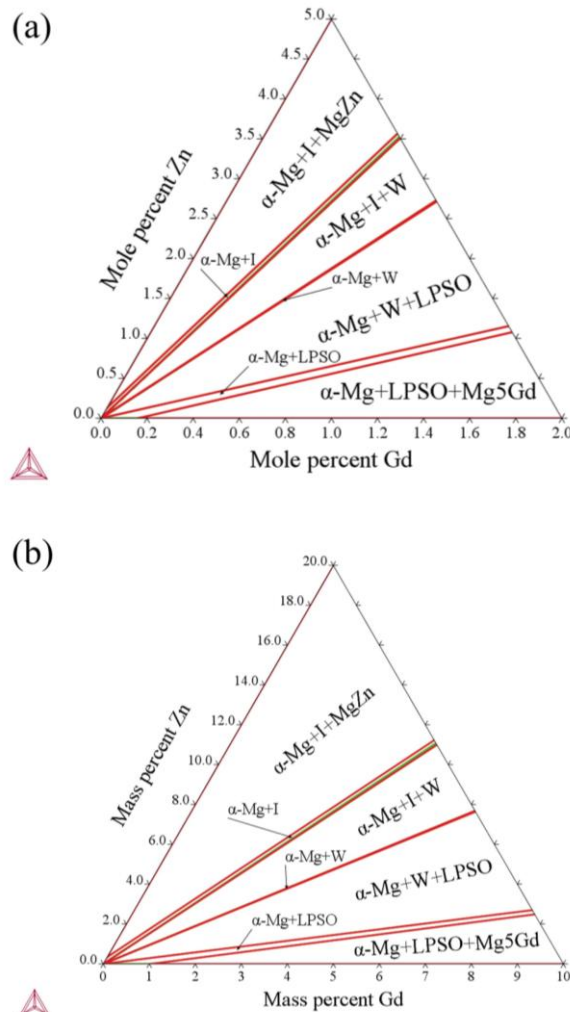 (a)
5.0
4.5
4.0
3.5
3.0
2.5
2.0
1.5
1.0
0.5
0.0
Mole percent Zn
α-Mg+I+MgZn
α-Mg+I
α-Mg+I+W
α-Mg+W
α-Mg+W+LPSO
α-Mg+LPSO
α-Mg+LPSO+Mg5Gd
0.0 0.2 0.4 0.6 0.8 1.0 1.2 1.4 1.6 1.8 2.0
Mole percent Gd
(b)
20.0
18.0
16.0
14.0
12.0
10.0
8.0
6.0
4.0
2.0
0.0
Mass percent Zn
α-Mg+I+MgZn
α-Mg+I
α-Mg+I+W
α-Mg+W
α-Mg+W+LPSO
α-Mg+LPSO
α-Mg+LPSO+Mg5Gd
0 1 2 3 4 5 6 7 8 9 10
Mass percent Gd